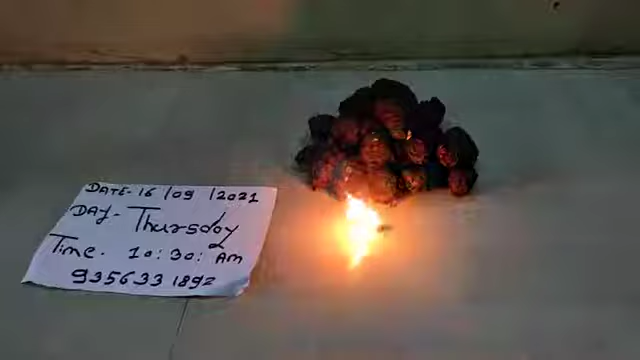 DATE- 16 /09 /2021
DAY- Thursday
Time. 10:30: Am
9356331892